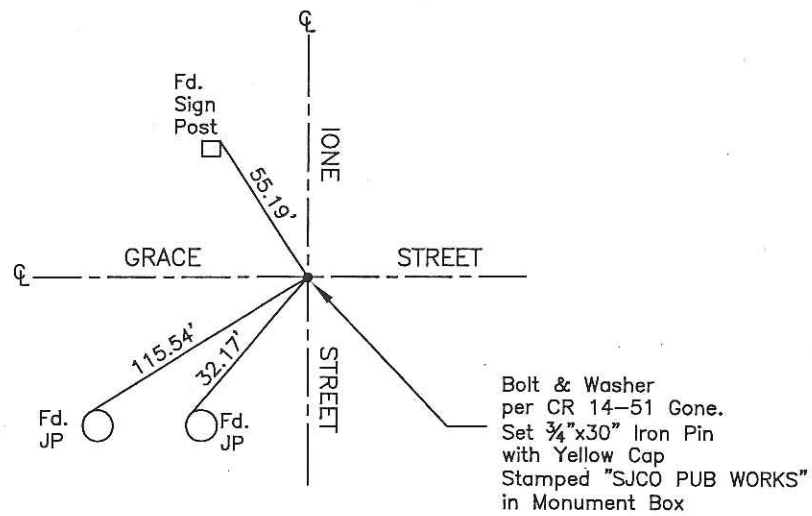 ℄
Fd.
Sign
Post
IONE
55.19'
GRACE STREET
℄
115.54'
32.17'
STREET
Fd.
JP
Fd.
JP
Bolt & Washer
per CR 14–51 Gone.
Set ¾"x30" Iron Pin
with Yellow Cap
Stamped "SJCO PUB WORKS"
in Monument Box